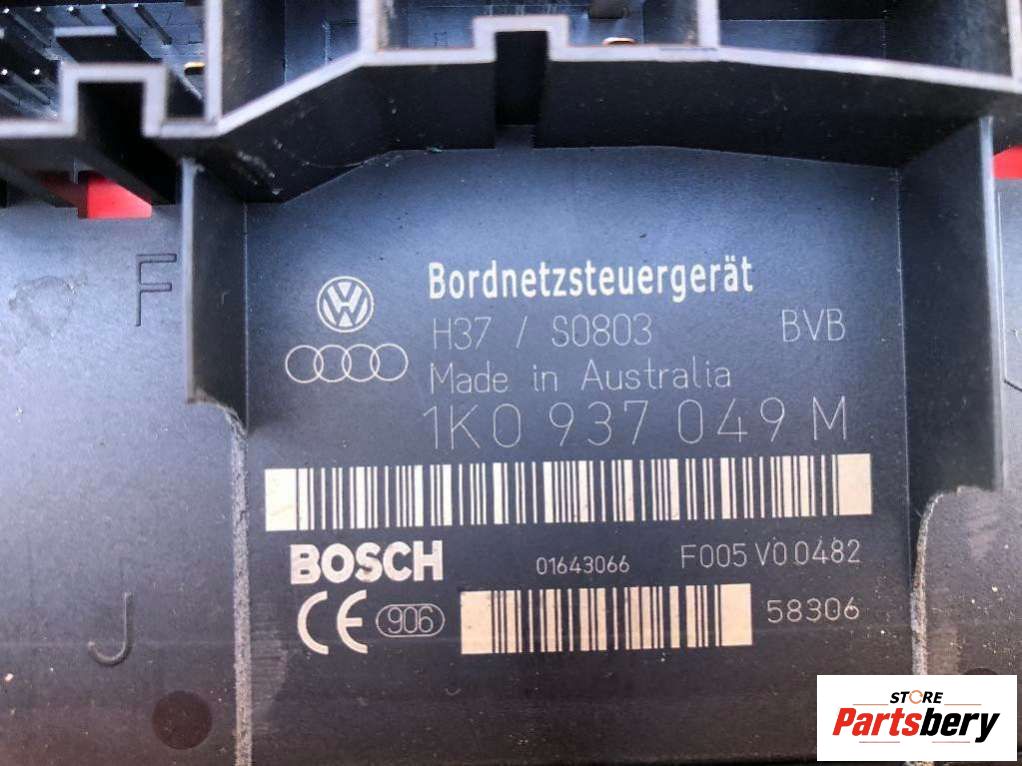 F
Bordnetzsteuergerät
H37 / S0803 BVB
Made in Australia
1K0 937 049 M
BOSCH 01643066 F005 V0 0482
CE 906 58306
J
STORE
Partsbery